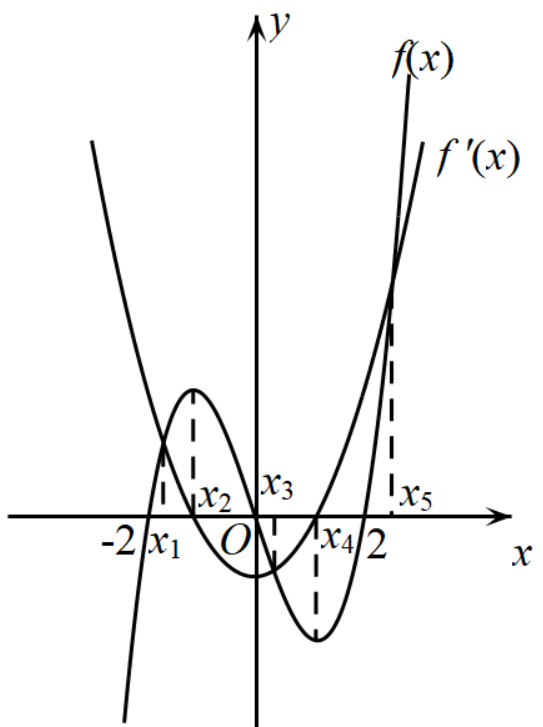 y
f(x)
f '(x)
x₂ x₃ x₅
-2 x₁ O x₄ 2 x